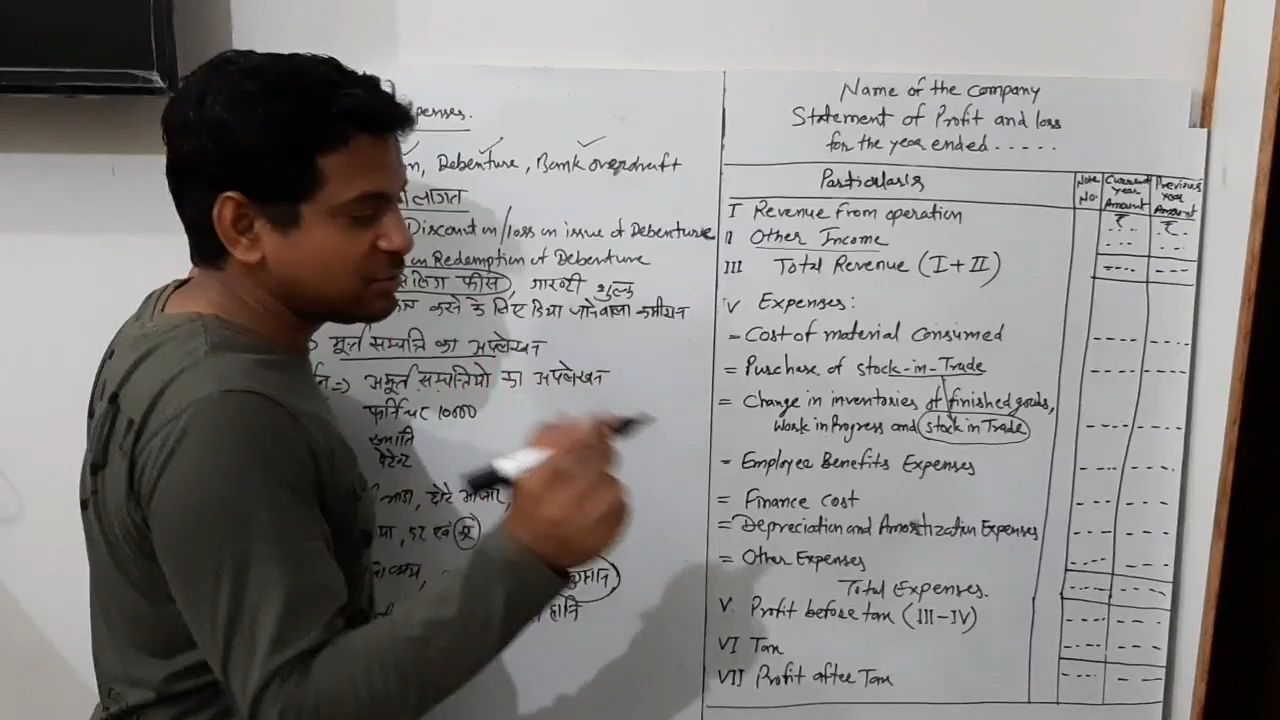 penses.
Debenture, Bank overdraft
लागत
Discount on/loss on issue of Debenture
on Redemption of Debenture
फीस, गारन्टी शुल्क
करने के लिए दिया जानेवाला कमीशन
मूर्त सम्पत्ति का अपलेखन
=> अमूर्त सम्पत्तियो का अपलेखन
फर्निचर 10000
ख्याति
पेटेन्ट
छोटे औजार,
हानि
Name of the company
Statement of Profit and loss
for the year ended .....
Particulars
Note No.
Current year Amount ₹
Previous year Amount ₹
I Revenue from operation
II Other Income
III Total Revenue (I+II)
V Expenses:
- Cost of material Consumed
= Purchase of stock-in-Trade
= Change in inventories of finished goods,
Work in Progress and stock in Trade
- Employee Benefits Expenses
= Finance cost
= Depreciation and Amortization Expenses
= Other Expenses
Total Expenses.
V. Profit before tax (III-IV)
VI Tax
VII Profit after Tax